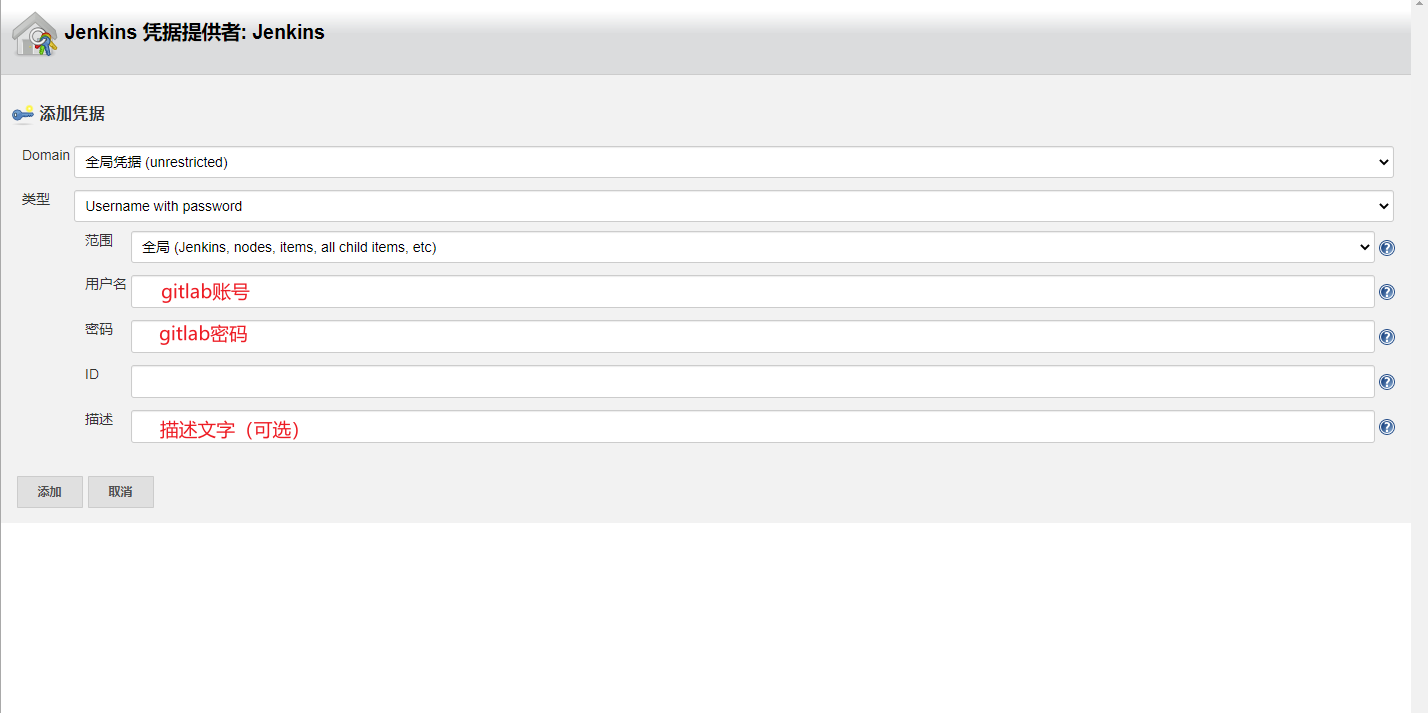 Jenkins 凭据提供者: Jenkins
添加凭据
Domain 全局凭据 (unrestricted)
类型 Username with password
范围 全局 (Jenkins, nodes, items, all child items, etc)
用户名 gitlab账号
密码 gitlab密码
ID
描述 描述文字（可选）
添加 取消